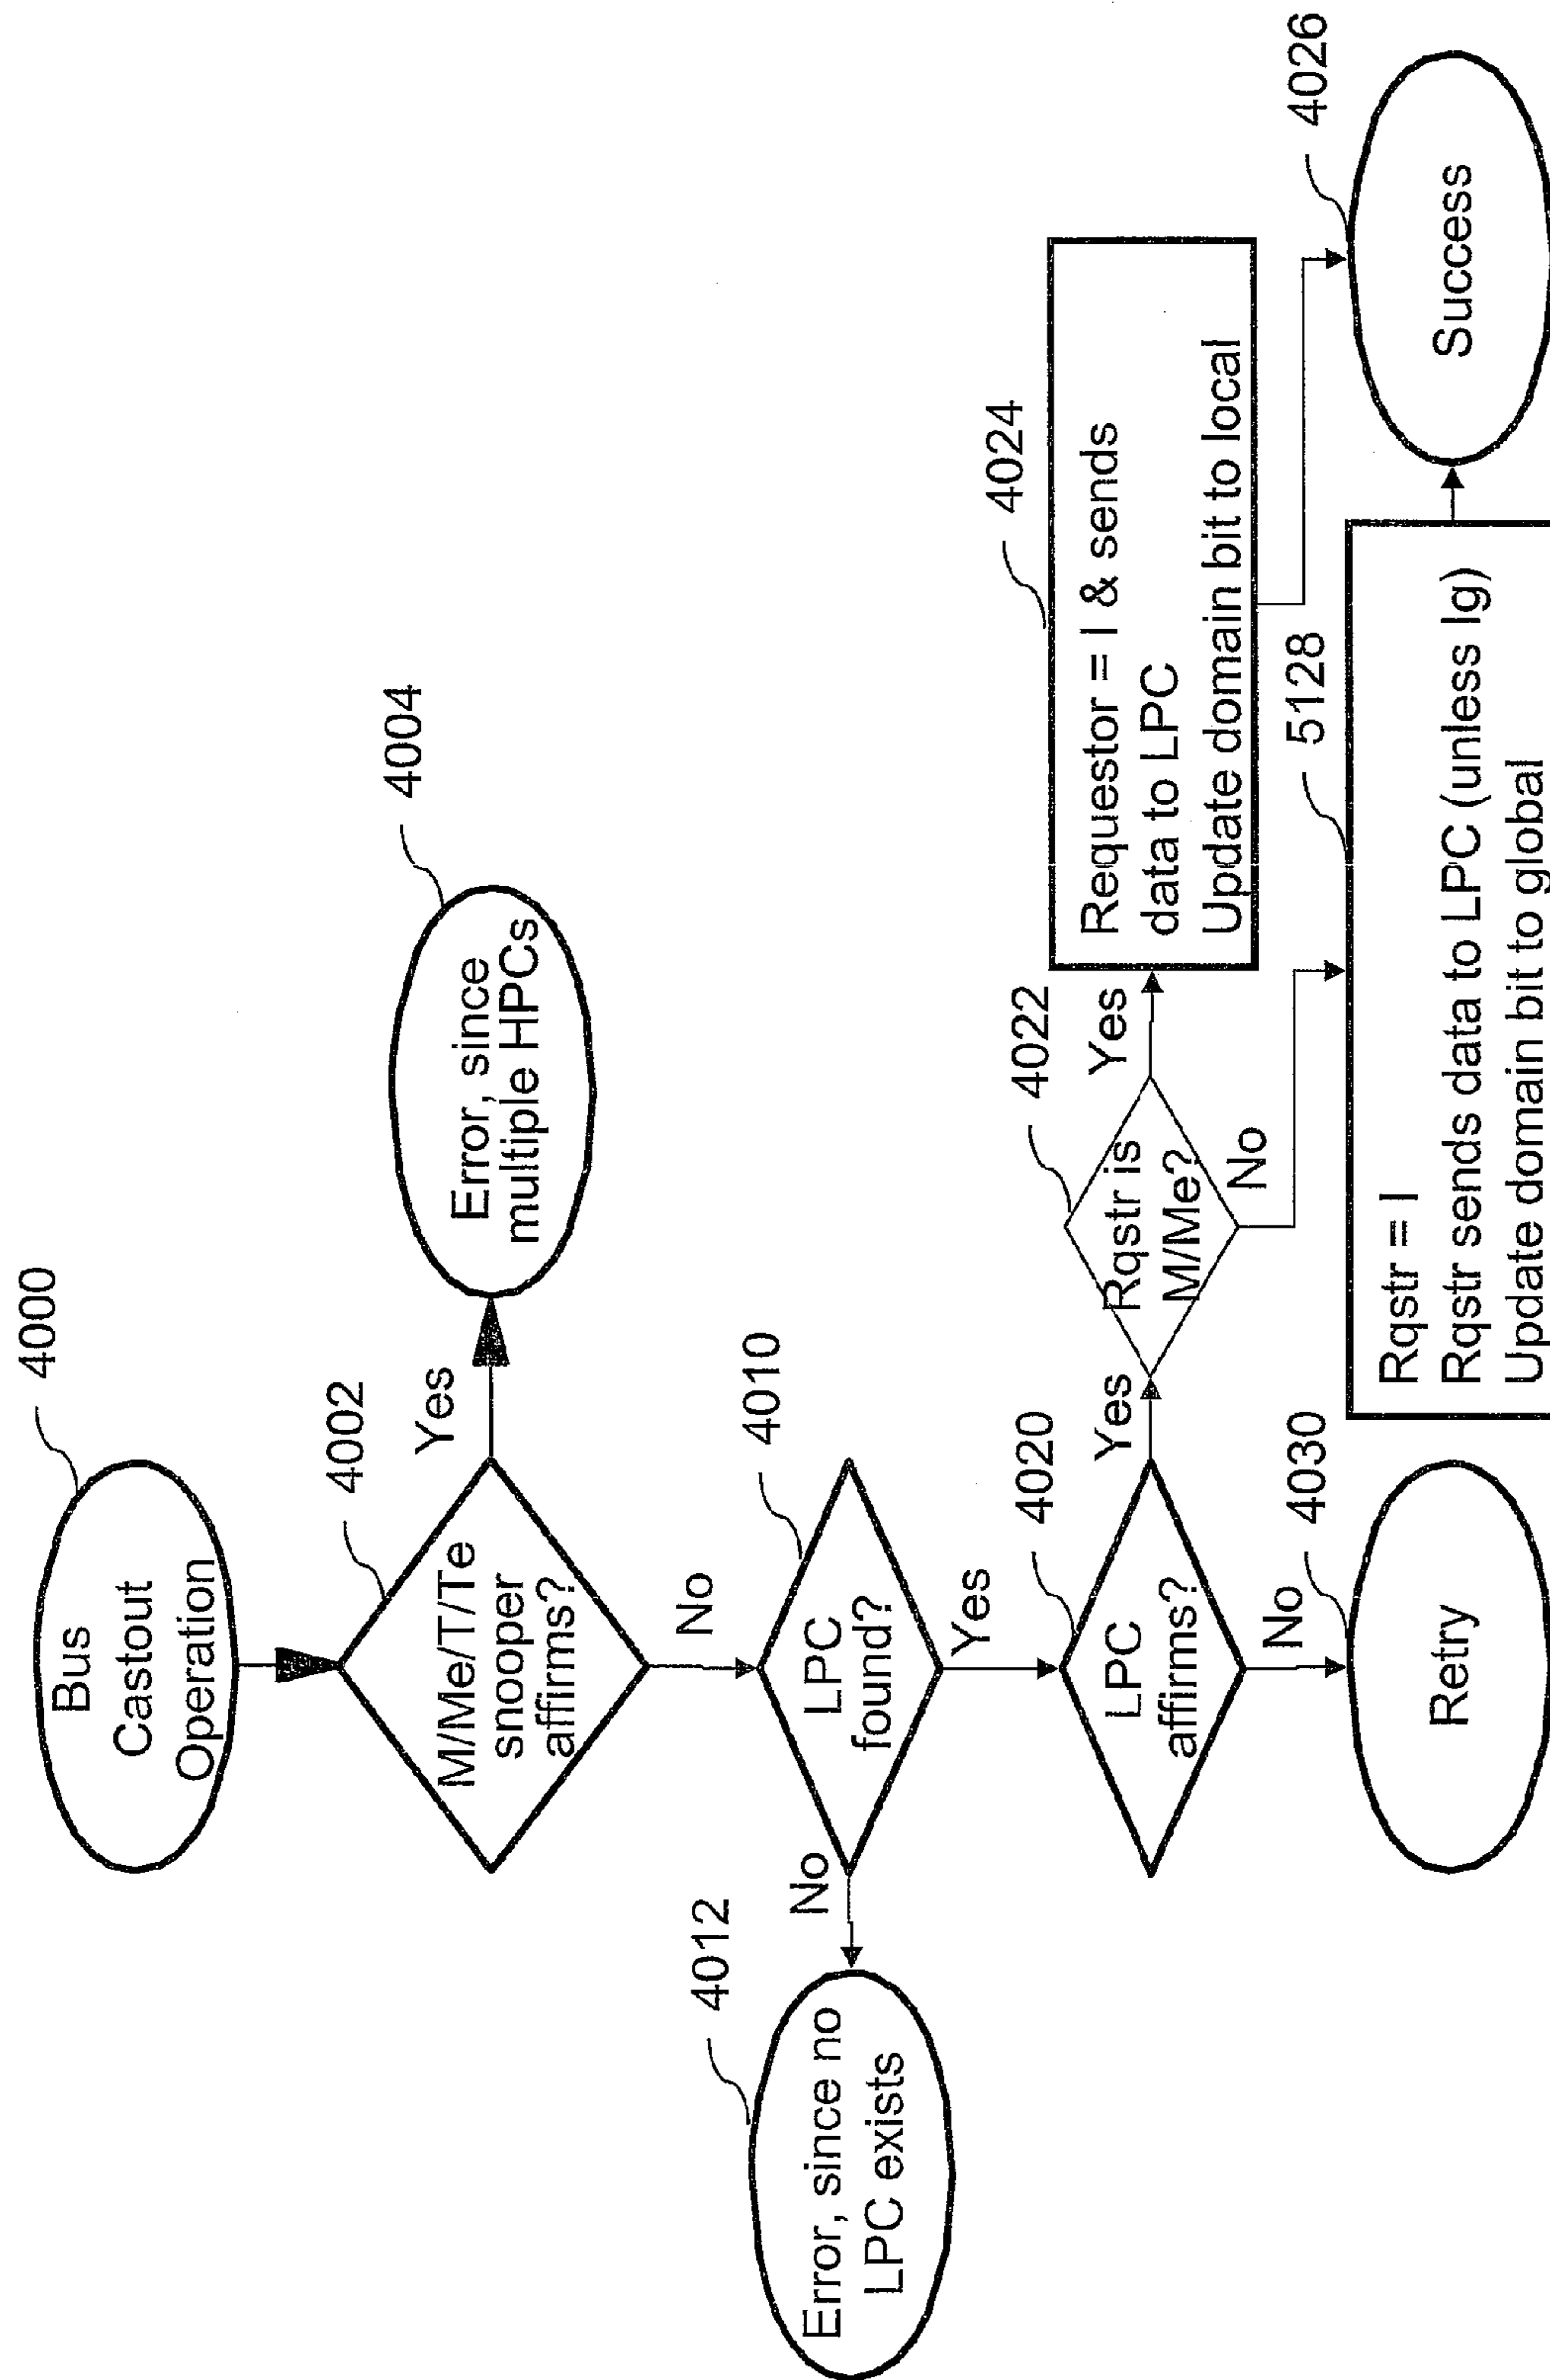 4000
Bus
Castout
Operation
4002
M/Me/T/Te
snooper
affirms?
Yes
4004
Error, since
multiple HPCs
No
4010
LPC
found?
No
4012
Error, since no
LPC exists
Yes
4020
LPC
affirms?
Yes
4022
Rqstr is
M/Me?
Yes
4024
Requestor = I & sends
data to LPC
Update domain bit to local
No
5128
Rqstr = I
Rqstr sends data to LPC (unless Ig)
Update domain bit to global
4026
Success
No
4030
Retry